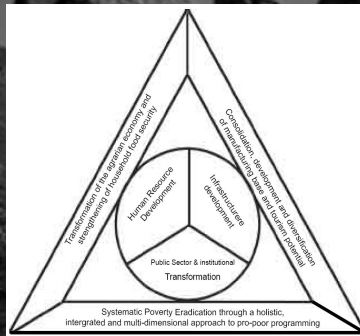 Transformation of the agrarian economy and
strengthening of household food security
Consolidation, development and diversification
of manufacturing base and tourism potential
Human Resource
Development
Infrastructurere
development
Public Sector & institutional
Transformation
Systematic Poverty Eradication through a holistic,
intergrated and multi-dimensional approach to pro-poor programming